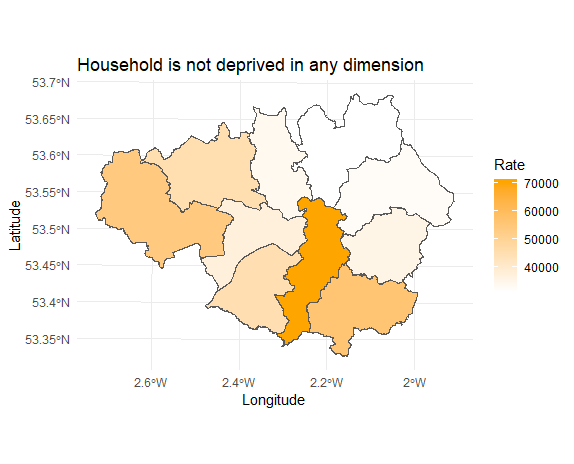 Household is not deprived in any dimension
53.7°N
53.65°N
53.6°N
53.55°N
53.5°N
53.45°N
53.4°N
53.35°N
Latitude
2.6°W
2.4°W
2.2°W
2°W
Longitude
Rate
70000
60000
50000
40000